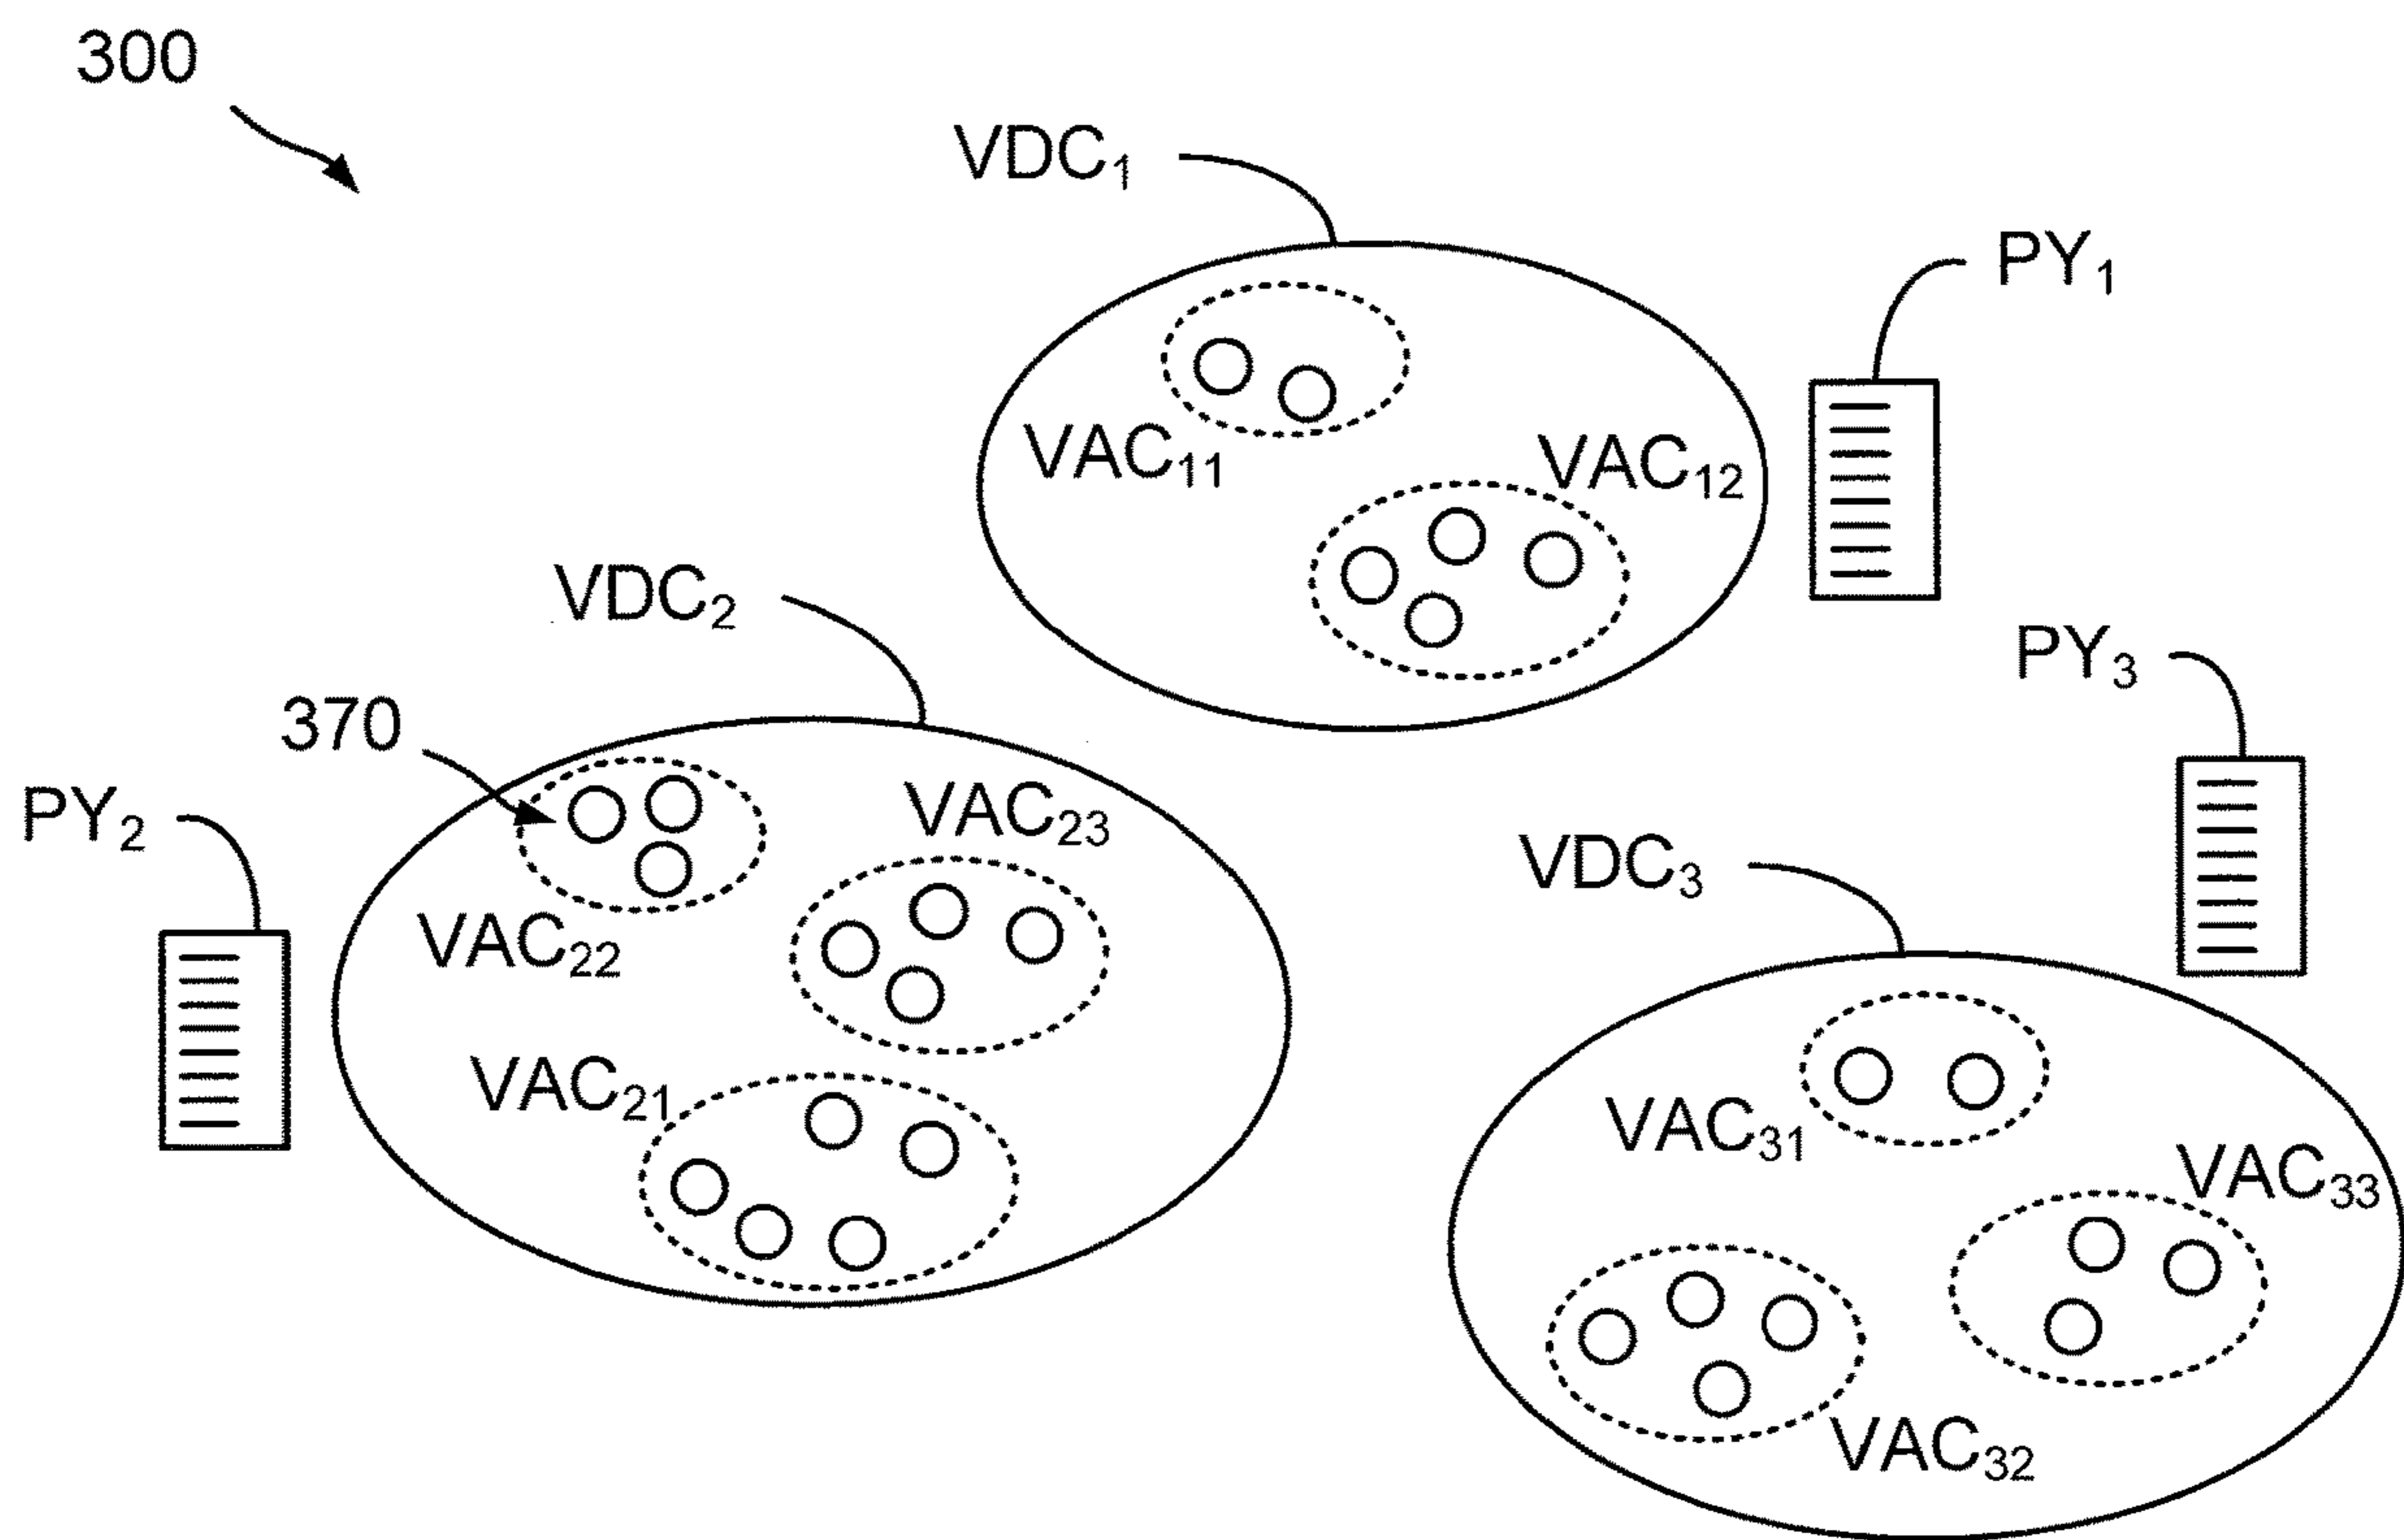 300
VDC₁
PY₁
VAC₁₁
VAC₁₂
VDC₂
PY₃
370
PY₂
VAC₂₃
VDC₃
VAC₂₂
VAC₂₁
VAC₃₁
VAC₃₃
VAC₃₂